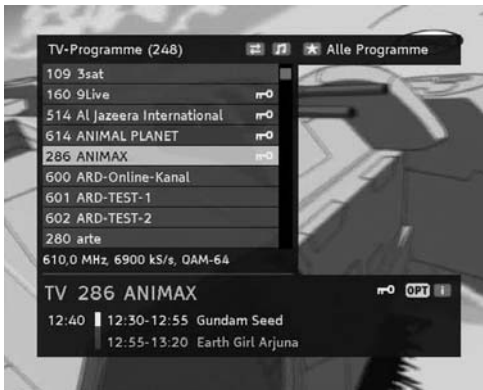 TV-Programme (248) Alle Programme
109 3sat
160 9Live
514 Al Jazeera International
614 ANIMAL PLANET
286 ANIMAX
600 ARD-Online-Kanal
601 ARD-TEST-1
602 ARD-TEST-2
280 arte
610,0 MHz, 6900 kS/s, QAM-64
TV 286 ANIMAX OPT i
12:40 12:30-12:55 Gundam Seed
12:55-13:20 Earth Girl Arjuna